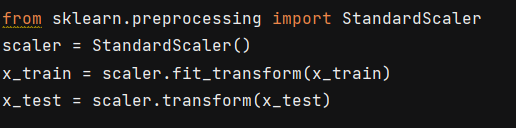 from sklearn.preprocessing import StandardScaler
scaler = StandardScaler()
x_train = scaler.fit_transform(x_train)
x_test = scaler.transform(x_test)